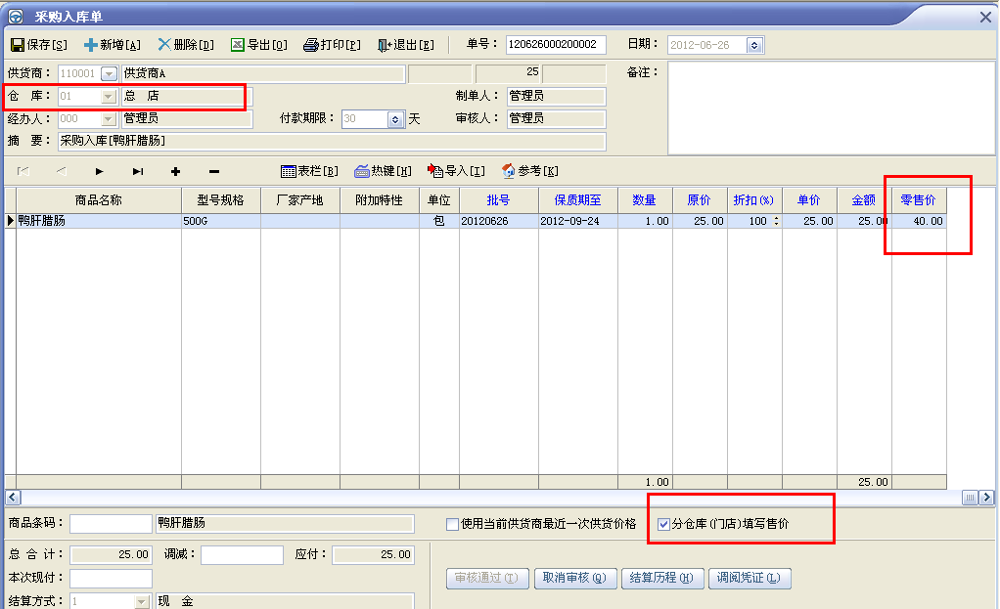 采购入库单
保存[S] 新增[A] 删除[D] 导出[O] 打印[P] 退出[E] 单号： 120626000200002 日期： 2012-06-26
供货商： 110001 供货商A 25 备注：
仓 库： 01 总 店 制单人： 管理员
经办人： 000 管理员 付款期限： 30 天 审核人： 管理员
摘 要： 采购入库[鸭肝腊肠]
表栏[B] 热键[H] 导入[I] 参考[K]
商品名称 型号规格 厂家产地 附加特性 单位 批号 保质期至 数量 原价 折扣(%) 单价 金额 零售价
鸭肝腊肠 500G 包 20120626 2012-09-24 1.00 25.00 100 25.00 25.00 40.00
1.00 25.00
商品条码： 鸭肝腊肠 使用当前供货商最近一次供货价格 分仓库(门店)填写售价
总 合 计： 25.00 调减： 应付： 25.00
本次现付： 审核通过(T) 取消审核(Q) 结算历程(H) 调阅凭证(L)
结算方式： 1 现 金